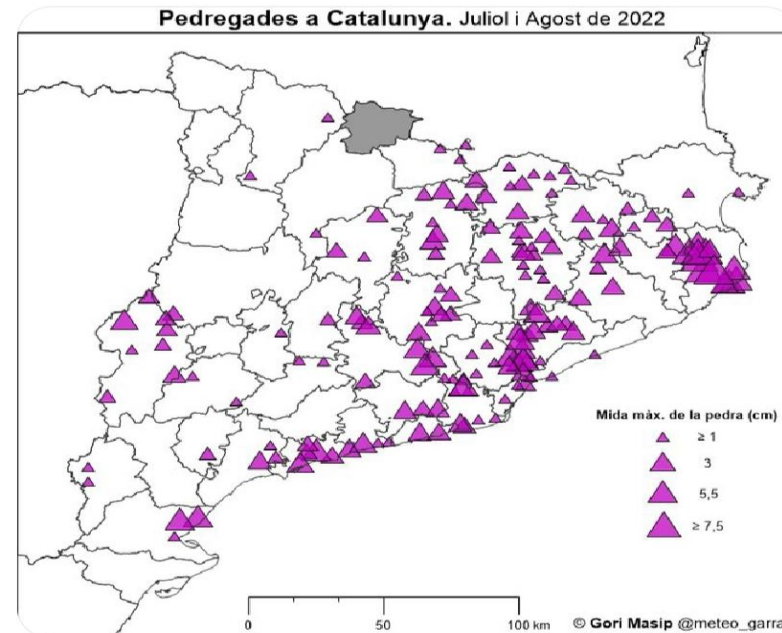 Pedregades a Catalunya. Juliol i Agost de 2022
Mida màx. de la pedra (cm)
≥ 1
3
5,5
≥ 7,5
0 50 100 km
© Gori Masip @meteo_garra